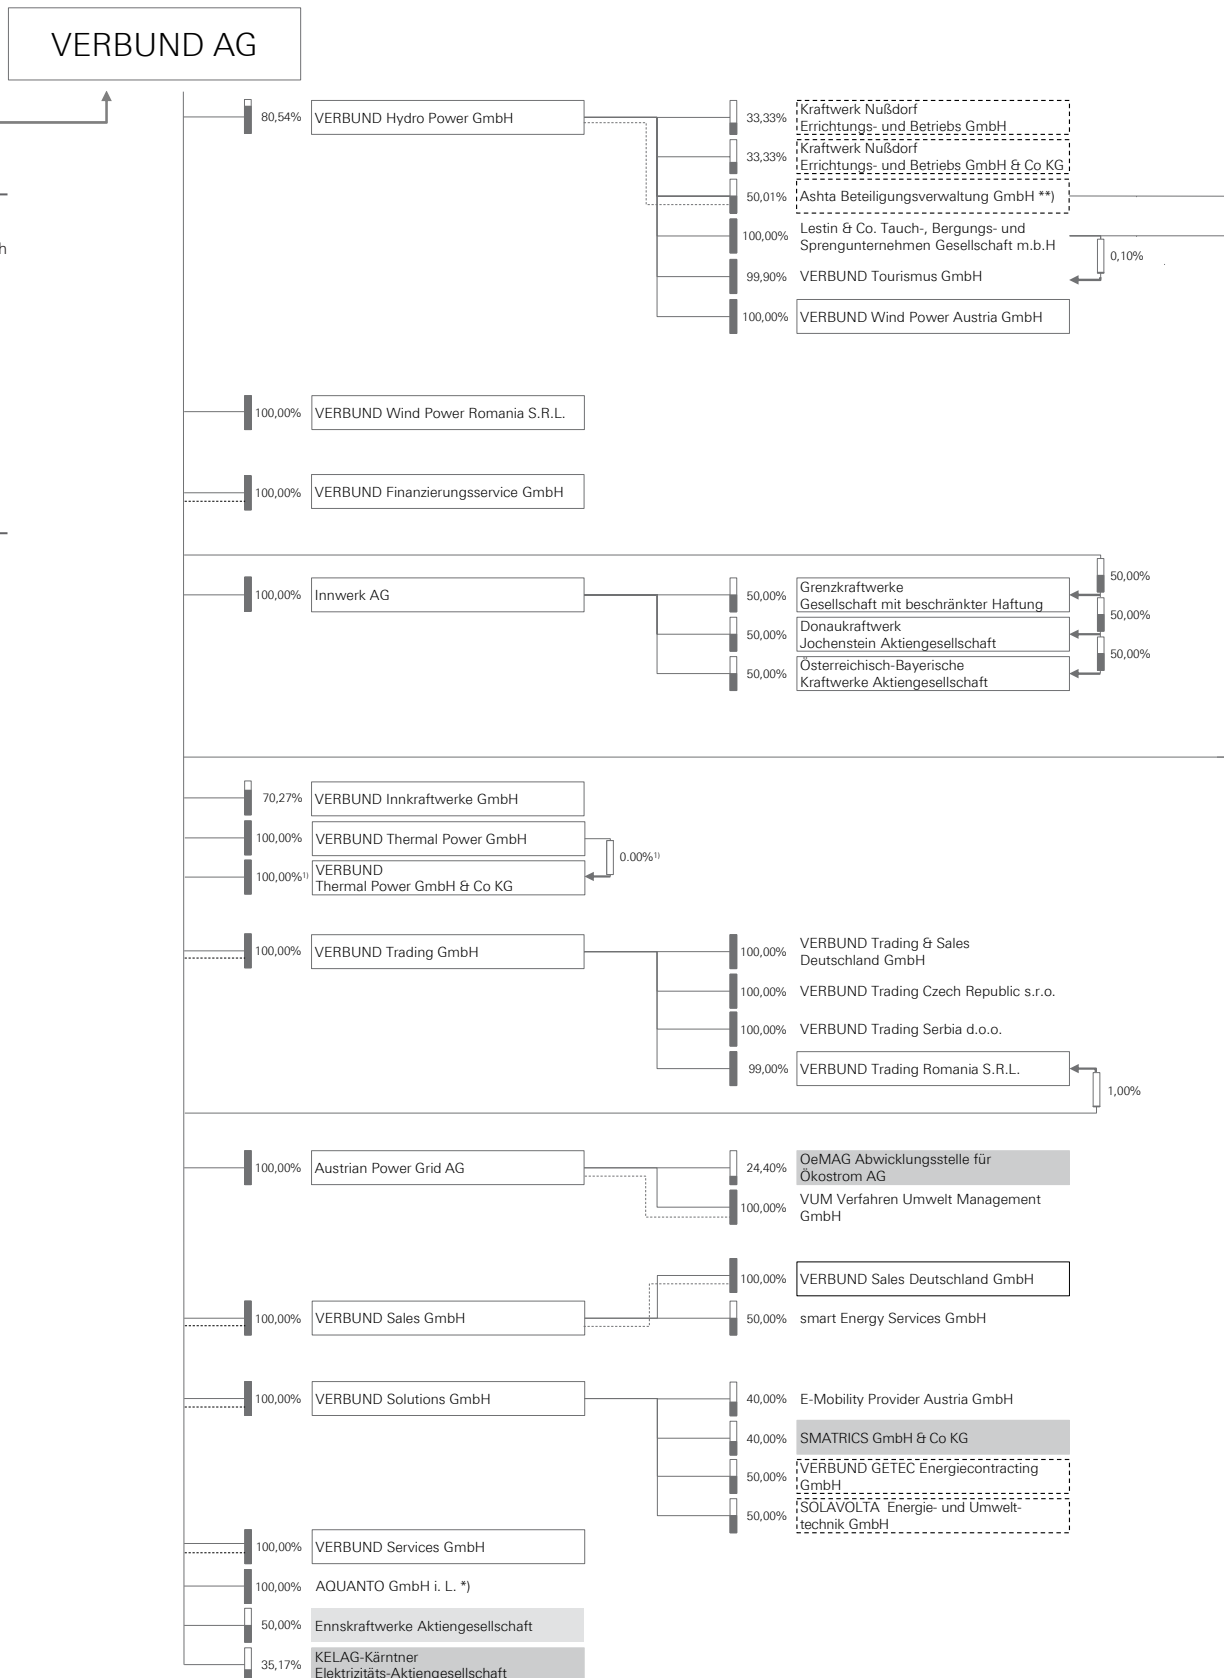 VERBUND AG
h
80,54%
VERBUND Hydro Power GmbH
33,33%
Kraftwerk Nußdorf
Errichtungs- und Betriebs GmbH
33,33%
Kraftwerk Nußdorf
Errichtungs- und Betriebs GmbH & Co KG
50,01%
Ashta Beteiligungsverwaltung GmbH **)
100,00%
Lestin & Co. Tauch-, Bergungs- und
Sprengunternehmen Gesellschaft m.b.H
0,10%
99,90%
VERBUND Tourismus GmbH
100,00%
VERBUND Wind Power Austria GmbH
100,00%
VERBUND Wind Power Romania S.R.L.
100,00%
VERBUND Finanzierungsservice GmbH
100,00%
Innwerk AG
50,00%
Grenzkraftwerke
Gesellschaft mit beschränkter Haftung
50,00%
50,00%
Donaukraftwerk
Jochenstein Aktiengesellschaft
50,00%
50,00%
Österreichisch-Bayerische
Kraftwerke Aktiengesellschaft
50,00%
70,27%
VERBUND Innkraftwerke GmbH
100,00%
VERBUND Thermal Power GmbH
0.00%¹⁾
100,00%¹⁾
VERBUND
Thermal Power GmbH & Co KG
100,00%
VERBUND Trading GmbH
100,00%
VERBUND Trading & Sales
Deutschland GmbH
100,00%
VERBUND Trading Czech Republic s.r.o.
100,00%
VERBUND Trading Serbia d.o.o.
99,00%
VERBUND Trading Romania S.R.L.
1,00%
100,00%
Austrian Power Grid AG
24,40%
OeMAG Abwicklungsstelle für
Ökostrom AG
100,00%
VUM Verfahren Umwelt Management
GmbH
100,00%
VERBUND Sales Deutschland GmbH
100,00%
VERBUND Sales GmbH
50,00%
smart Energy Services GmbH
100,00%
VERBUND Solutions GmbH
40,00%
E-Mobility Provider Austria GmbH
40,00%
SMATRICS GmbH & Co KG
50,00%
VERBUND GETEC Energiecontracting
GmbH
50,00%
SOLAVOLTA Energie- und Umwelt-
technik GmbH
100,00%
VERBUND Services GmbH
100,00%
AQUANTO GmbH i. L. *)
50,00%
Ennskraftwerke Aktiengesellschaft
35,17%
KELAG-Kärntner
Elektrizitäts-Aktiengesellschaft